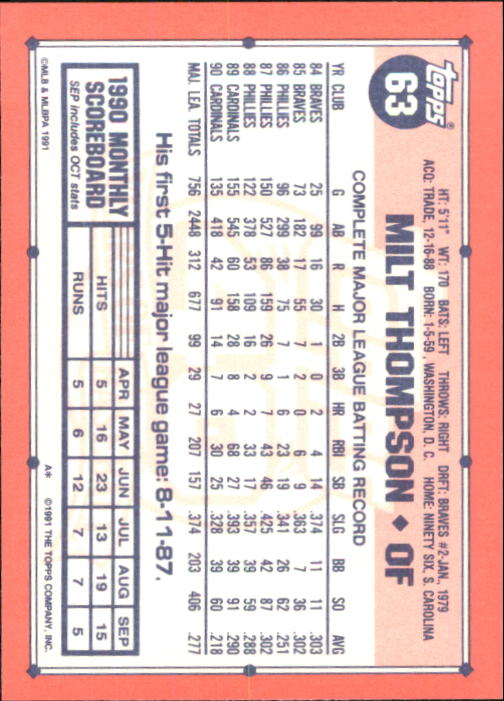 topps®
63
HT: 5'11" WT: 170 BATS: LEFT THROWS: RIGHT DRFT: BRAVES #2-JAN., 1979
ACQ: TRADE, 12-16-88 BORN: 1-5-59, WASHINGTON, D. C. HOME: NINETY SIX, S. CAROLINA
MILT THOMPSON ◆ OF
COMPLETE MAJOR LEAGUE BATTING RECORD
YR CLUB G AB R H 2B 3B HR RBI SB SLG BB SO AVG
84 BRAVES 25 99 16 30 1 0 2 4 14 .374 11 11 .303
85 BRAVES 73 182 17 55 7 2 0 6 9 .363 7 36 .302
86 PHILLIES 96 299 38 75 7 1 6 23 19 .341 26 62 .251
87 PHILLIES 150 527 86 159 26 9 7 43 46 .425 42 87 .302
88 PHILLIES 122 378 53 109 16 2 2 33 17 .357 39 59 .288
89 CARDINALS 155 545 60 158 28 8 4 68 27 .393 39 91 .290
90 CARDINALS 135 418 42 91 14 7 6 30 25 .328 39 60 .218
MAJ. LEA. TOTALS 756 2448 312 677 99 29 27 207 157 .374 203 406 .277
His first 5-Hit major league game: 8-11-87.
1990 MONTHLY
SCOREBOARD
SEP includes OCT stats
APR MAY JUN JUL AUG SEP
HITS 5 16 23 13 19 15
RUNS 5 6 12 7 7 5
©MLB & MLBPA 1991
A* ©1991 THE TOPPS COMPANY, INC.